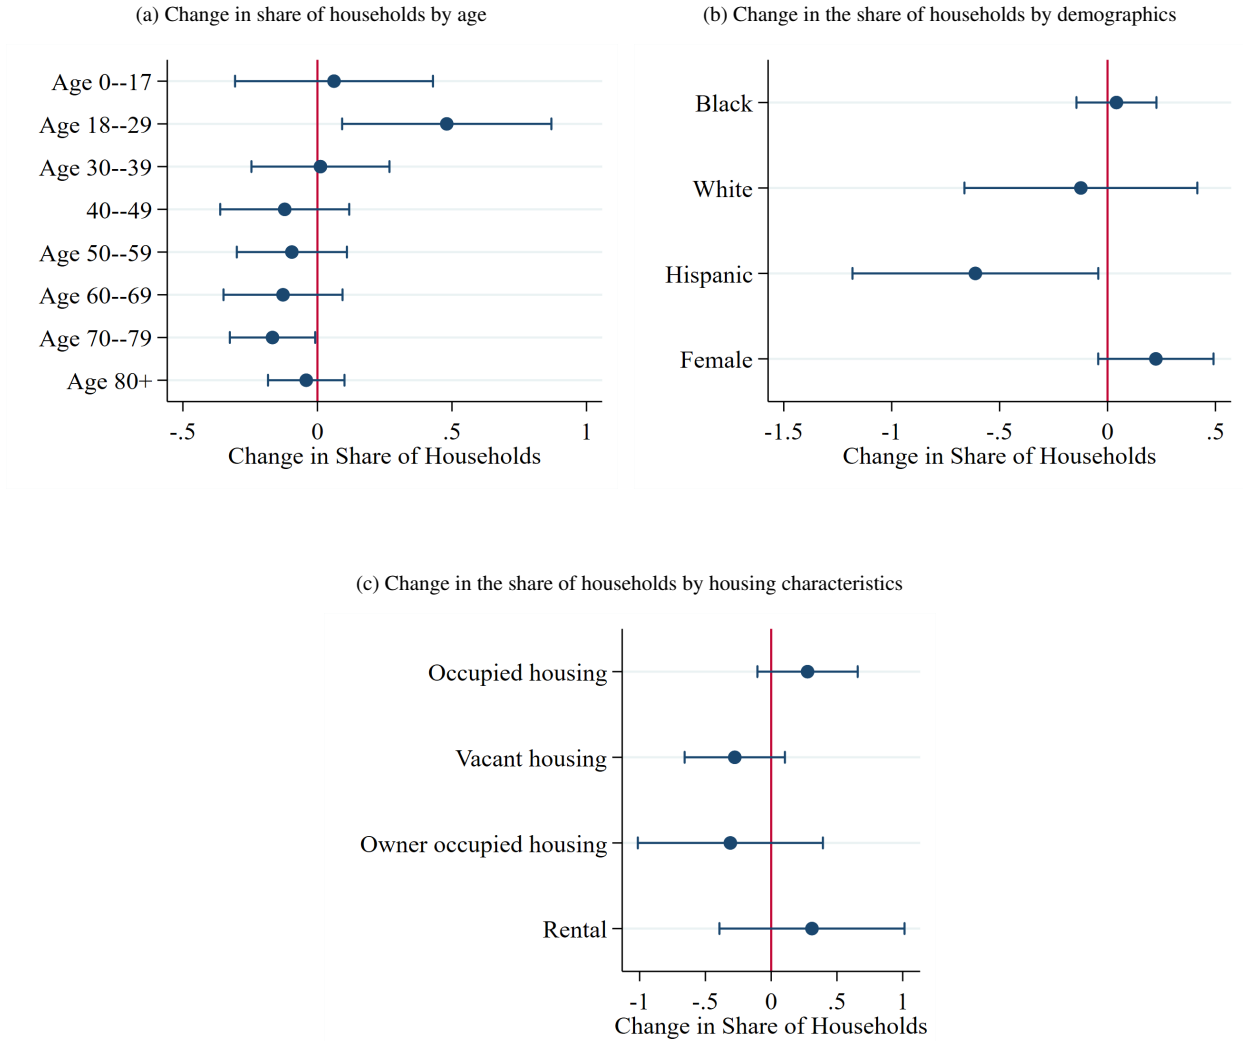 (a) Change in share of households by age
Age 0--17
Age 18--29
Age 30--39
40--49
Age 50--59
Age 60--69
Age 70--79
Age 80+
-.5 0 .5 1
Change in Share of Households
(b) Change in the share of households by demographics
Black
White
Hispanic
Female
-1.5 -1 -.5 0 .5
Change in Share of Households
(c) Change in the share of households by housing characteristics
Occupied housing
Vacant housing
Owner occupied housing
Rental
-1 -.5 0 .5 1
Change in Share of Households